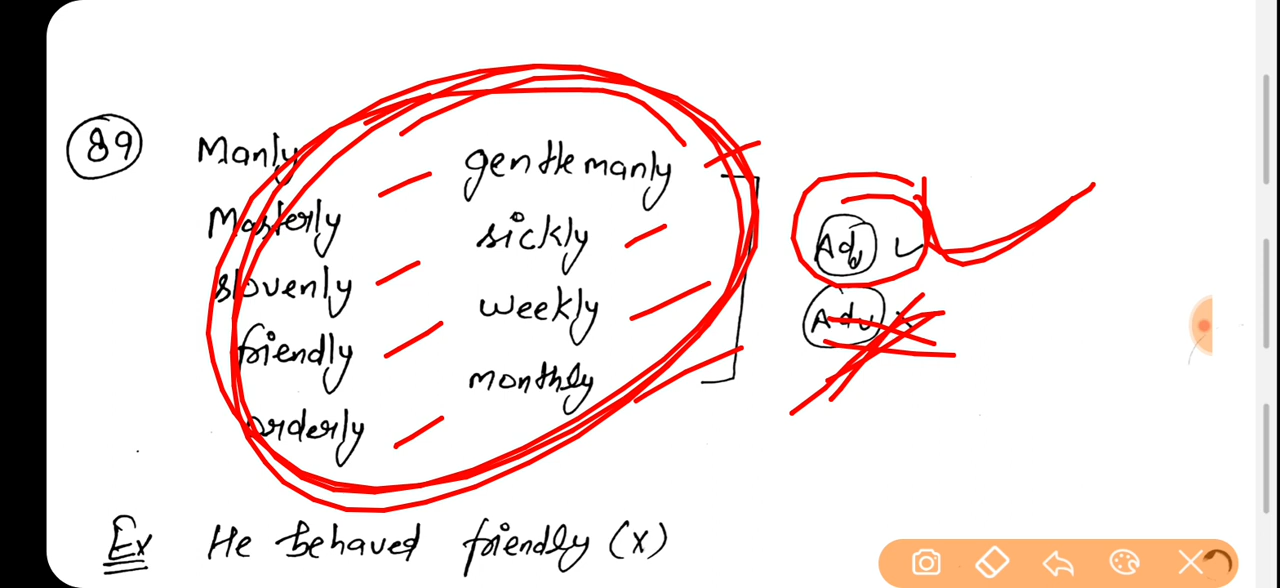 89 Manly gentlemanly
Masterly sickly Adj ✓
slovenly weekly Adv ×
friendly monthly
orderly
Ex He behaved friendly (x)